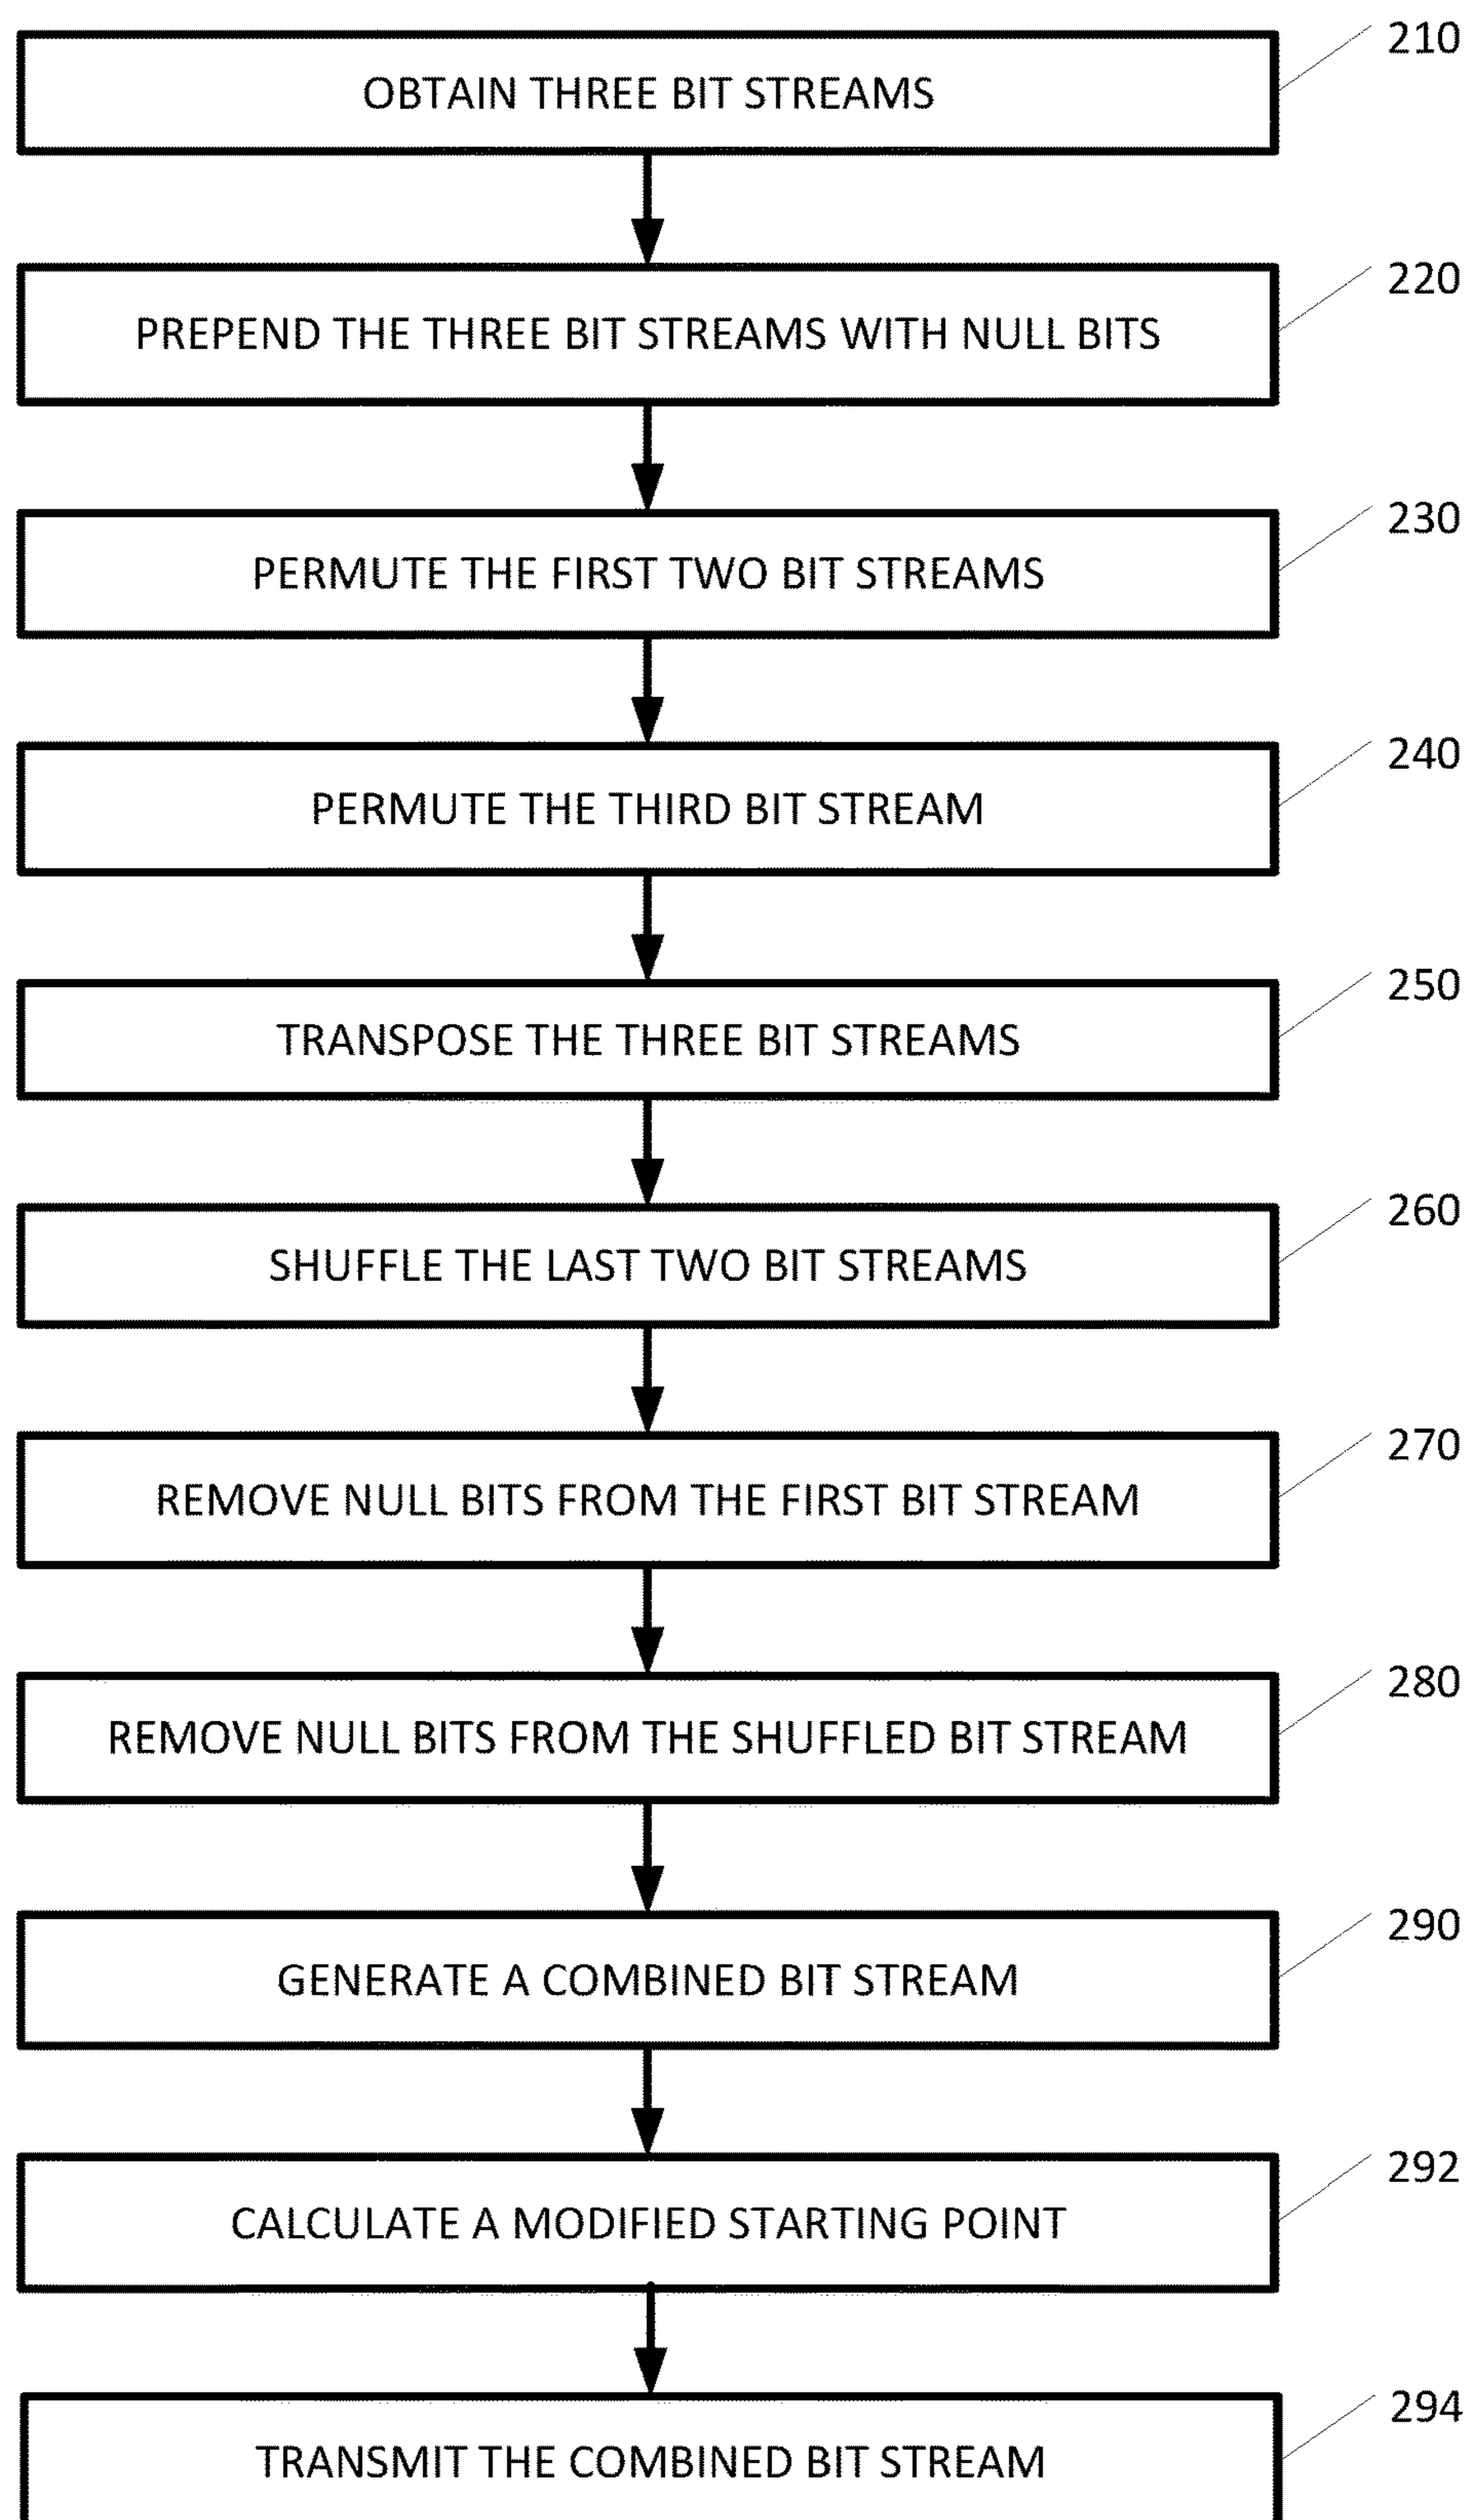 210
OBTAIN THREE BIT STREAMS
220
PREPEND THE THREE BIT STREAMS WITH NULL BITS
230
PERMUTE THE FIRST TWO BIT STREAMS
240
PERMUTE THE THIRD BIT STREAM
250
TRANSPOSE THE THREE BIT STREAMS
260
SHUFFLE THE LAST TWO BIT STREAMS
270
REMOVE NULL BITS FROM THE FIRST BIT STREAM
280
REMOVE NULL BITS FROM THE SHUFFLED BIT STREAM
290
GENERATE A COMBINED BIT STREAM
292
CALCULATE A MODIFIED STARTING POINT
294
TRANSMIT THE COMBINED BIT STREAM